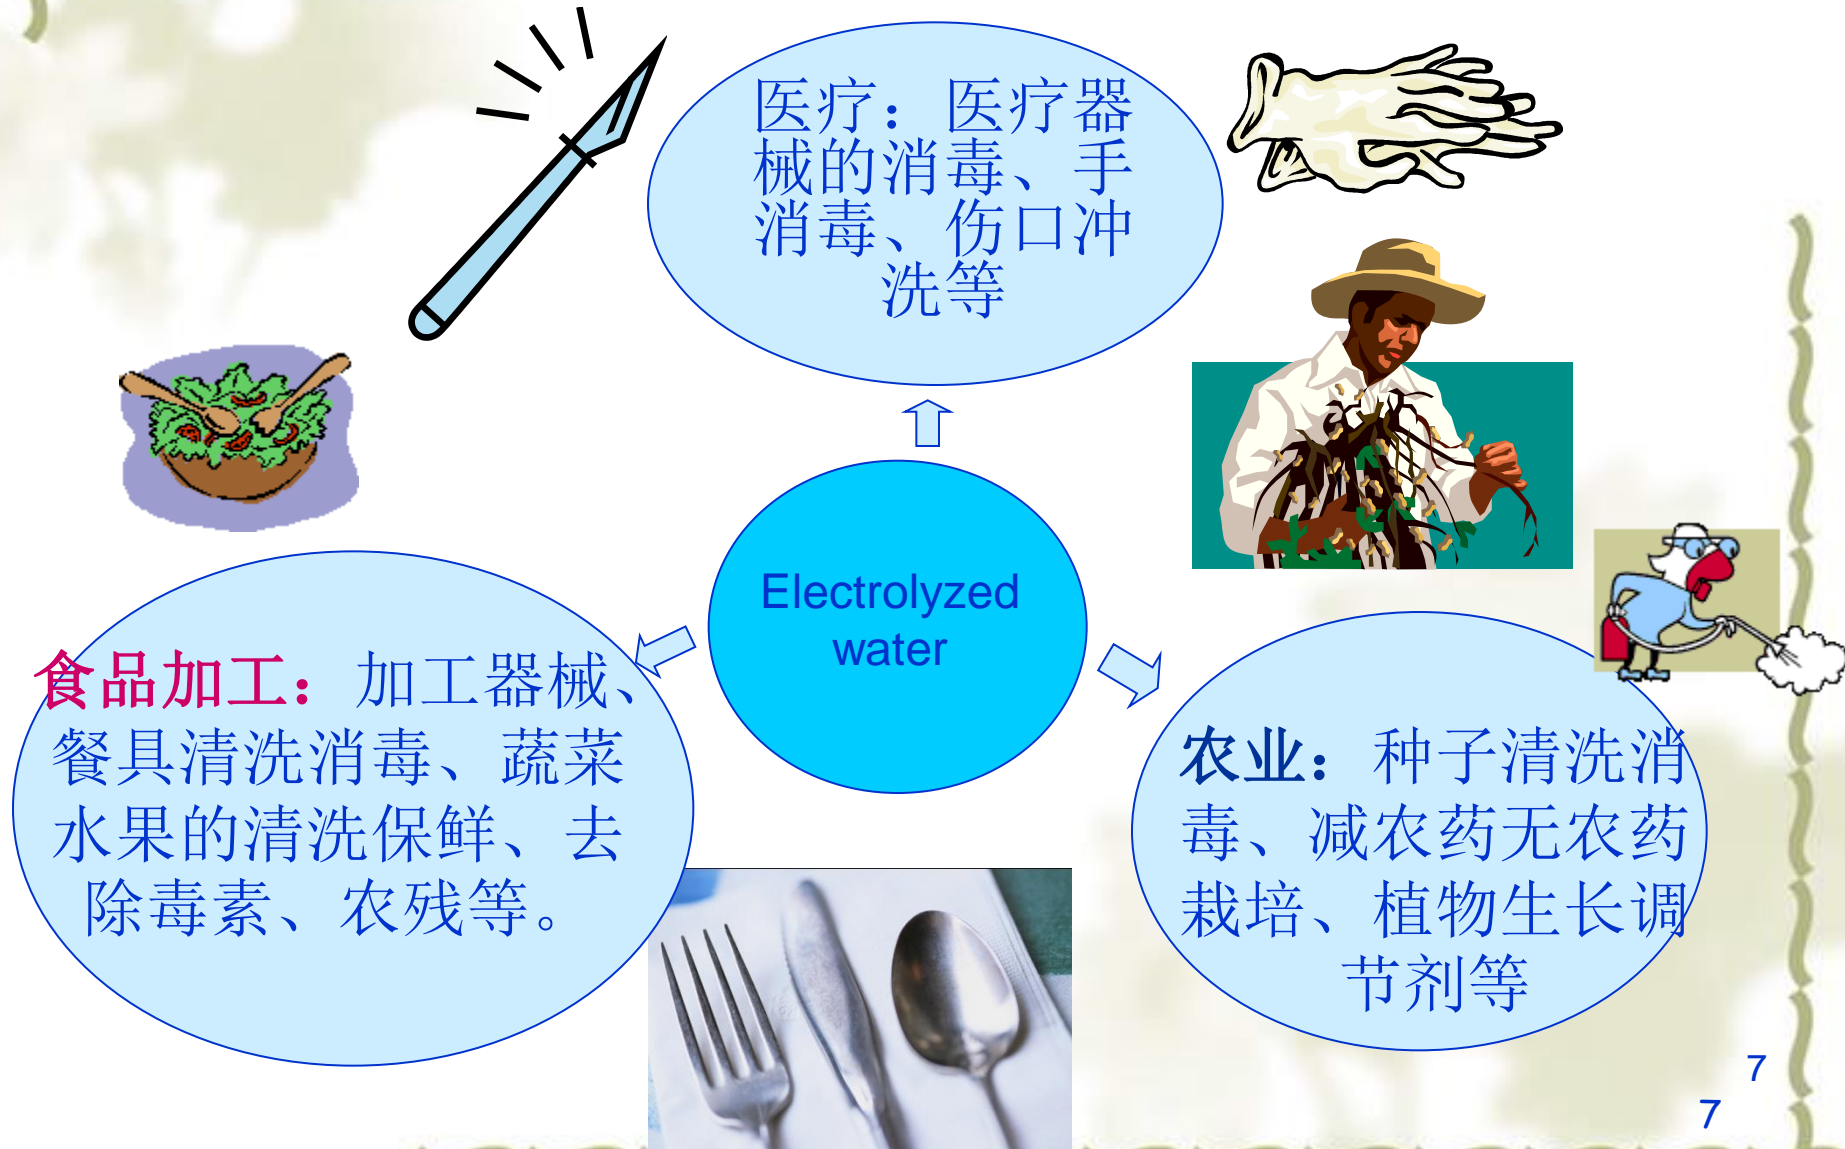 医疗：医疗器
械的消毒、手
消毒、伤口冲
洗等
Electrolyzed
water
食品加工：加工器械、
餐具清洗消毒、蔬菜
水果的清洗保鲜、去
除毒素、农残等。
农业：种子清洗消
毒、减农药无农药
栽培、植物生长调
节剂等
7
7